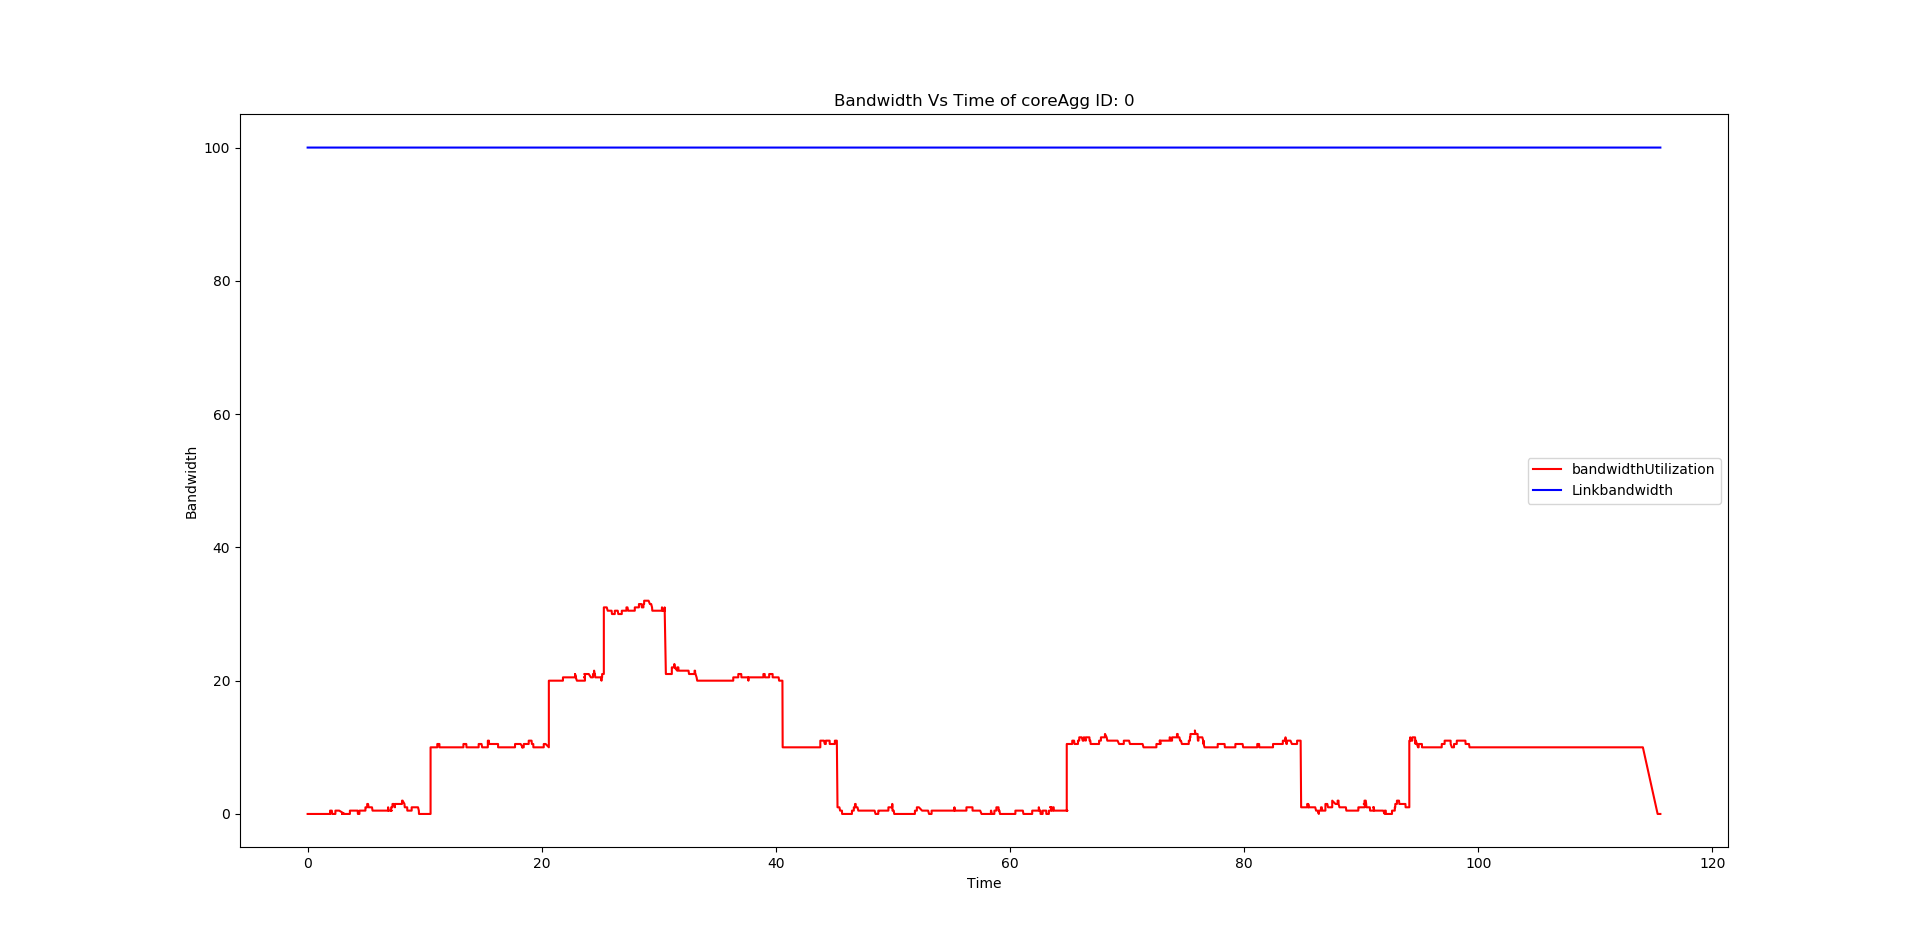 Bandwidth Vs Time of coreAgg ID: 0
100
80
60
40
20
0
Bandwidth
bandwidthUtilization
Linkbandwidth
0 20 40 60 80 100 120
Time